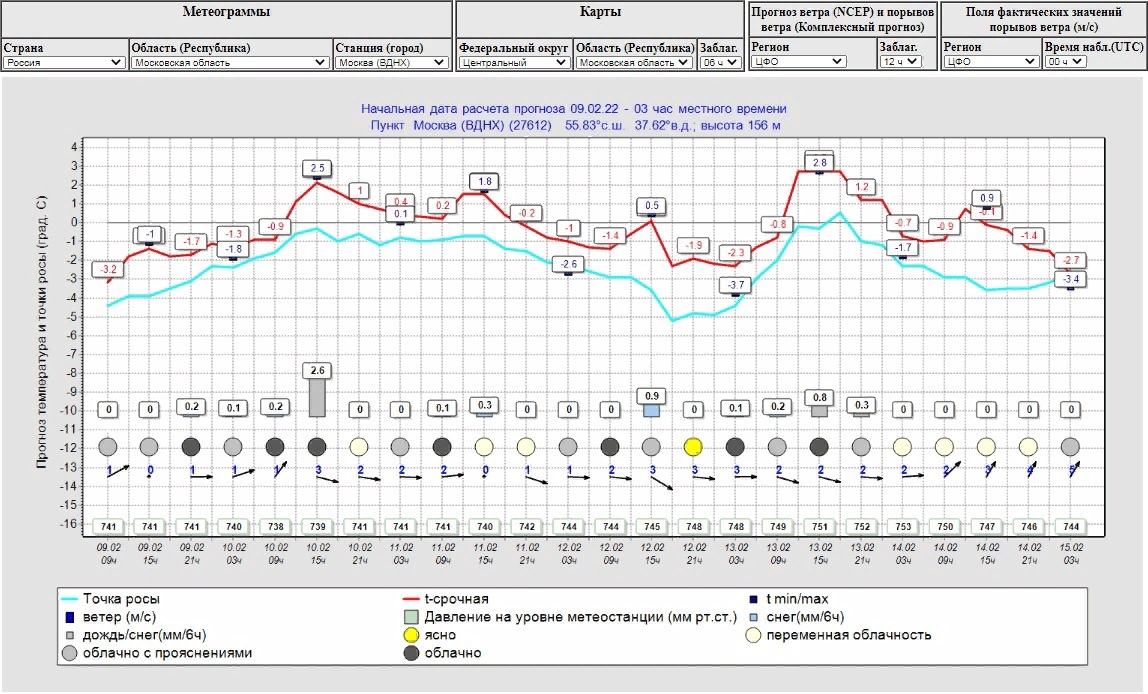 Метеограммы
Карты
Прогноз ветра (NCEP) и порывов
ветра (Комплексный прогноз)
Поля фактических значений
порывов ветра (м/с)
Страна Область (Республика) Станция (город) Федеральный округ Область (Республика) Заблаг. Регион Заблаг. Регион Время набл.(UTC)
Россия Московская область Москва (ВДНХ) Центральный Московская область 06 ч ЦФО 12 ч ЦФО 00 ч
Начальная дата расчета прогноза 09.02.22 - 03 час местного времени
Пункт Москва (ВДНХ) (27612) 55.83°с.ш. 37.62°в.д.; высота 156 м
Прогноз температура и точки росы (град. С)
4
3
2
1
0
-1
-2
-3
-4
-5
-6
-7
-8
-9
-10
-11
-12
-13
-14
-15
-16
-3.2 -1 -1.7 -1.3 -1.8 -0.9 2.5 1 0.4 0.1 0.2 1.8 -0.2 -1 -2.6 -1.4 0.5 -1.9 -2.3 -3.7 -0.8 2.8 1.2 -0.7 -1.7 -0.9 0.9 -0.1 -1.4 -2.7 -3.4
0 0 0.2 0.1 0.2 2.6 0 0 0.1 0.3 0 0 0 0.9 0 0.1 0.2 0.8 0.3 0 0 0 0 0
1 0 1 1 1 3 2 2 2 0 1 1 2 3 3 3 2 2 2 2 2 3 4 5
741 741 741 740 738 739 741 741 741 740 742 744 744 745 748 748 749 751 752 753 750 747 746 744
09.02 09.02 09.02 10.02 10.02 10.02 10.02 11.02 11.02 11.02 11.02 12.02 12.02 12.02 12.02 13.02 13.02 13.02 13.02 14.02 14.02 14.02 14.02 15.02
09ч 15ч 21ч 03ч 09ч 15ч 21ч 03ч 09ч 15ч 21ч 03ч 09ч 15ч 21ч 03ч 09ч 15ч 21ч 03ч 09ч 15ч 21ч 03ч
Точка росы t-срочная t min/max
ветер (м/с) Давление на уровне метеостанции (мм рт.ст.) снег(мм/6ч)
дождь/снег(мм/6ч) ясно переменная облачность
облачно с прояснениями облачно